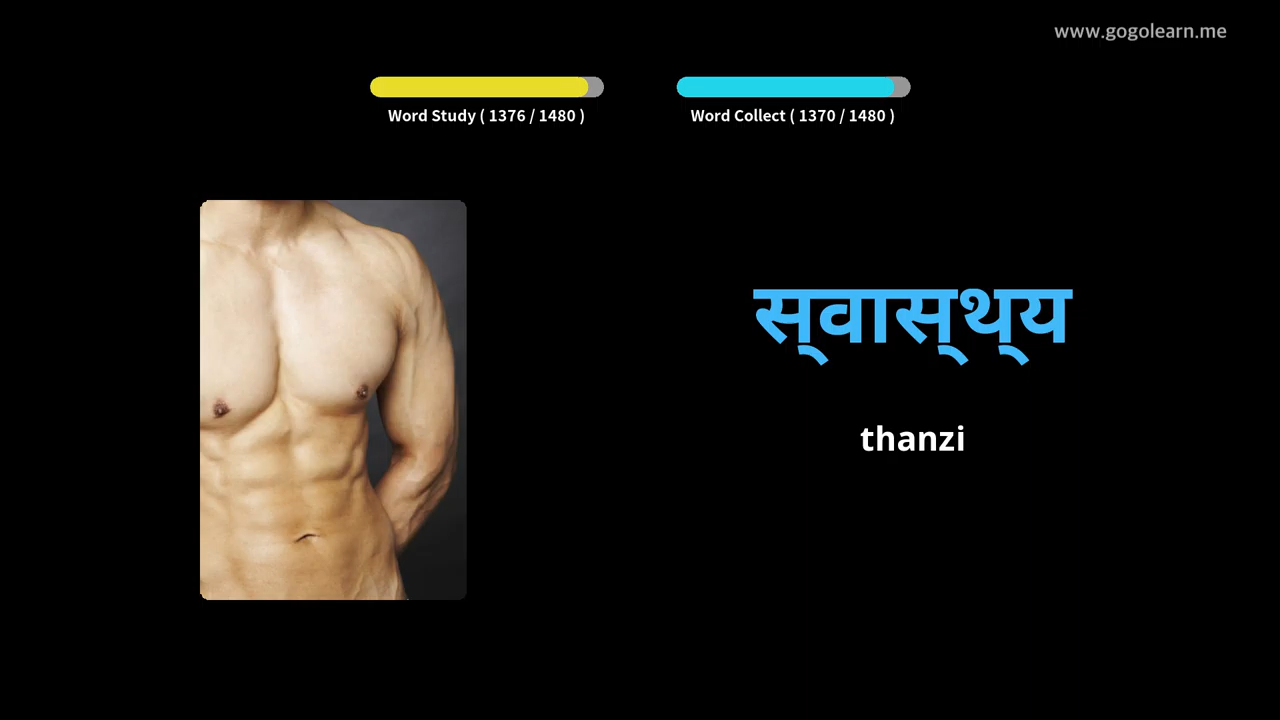 www.gogolearn.me
Word Study ( 1376 / 1480 )
Word Collect ( 1370 / 1480 )
स्वास्थ्य
thanzi